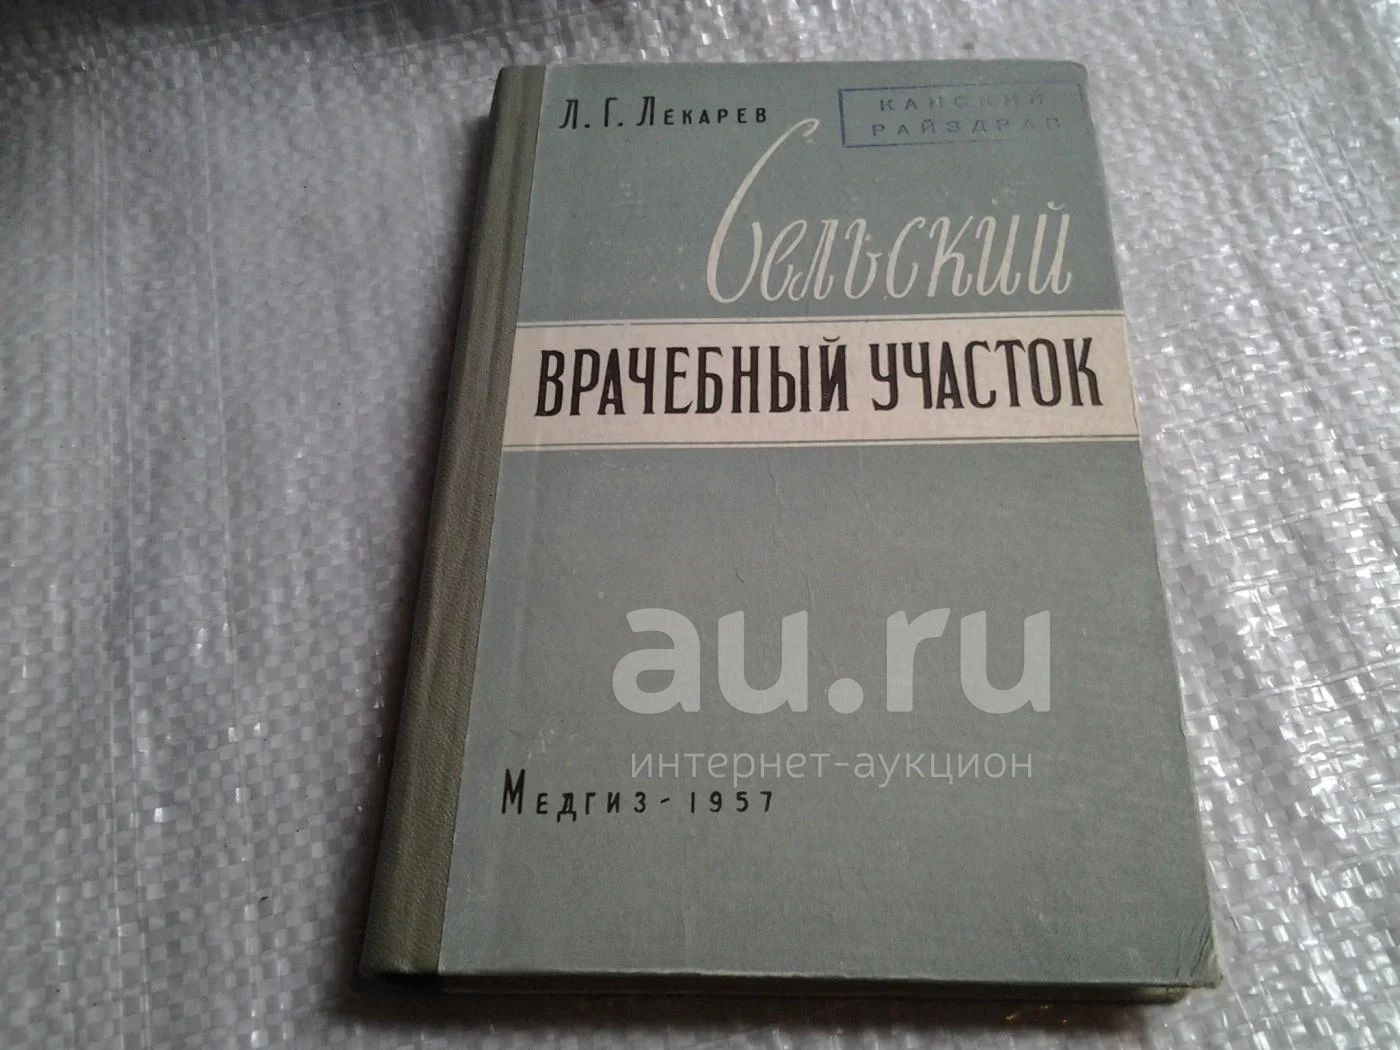 Л. Г. ЛЕКАРЕВ
КАНСКИЙ
РАЙЗДРАВ
Сельский
ВРАЧЕБНЫЙ УЧАСТОК
au.ru
интернет-аукцион
МЕДГИЗ - 1957